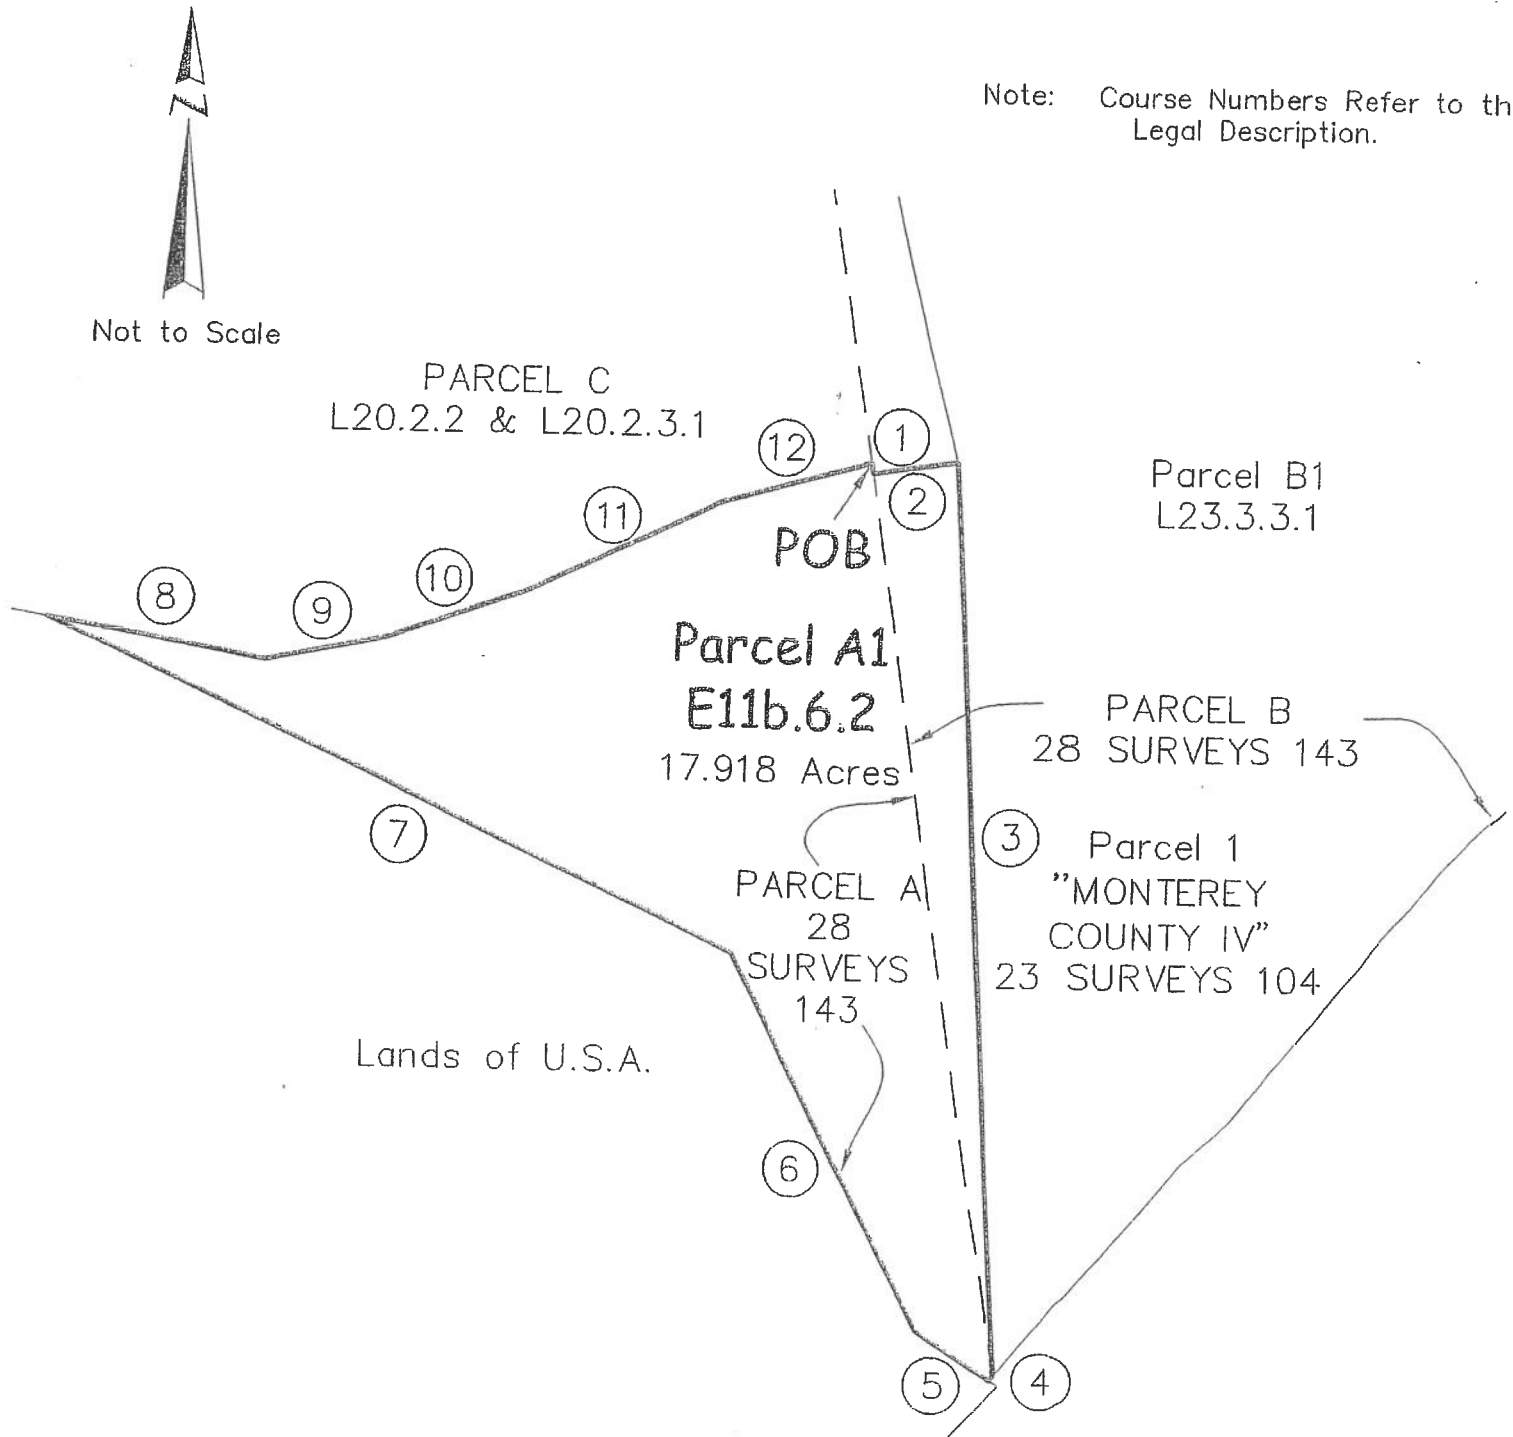 N
Note: Course Numbers Refer to th
Legal Description.
Not to Scale
PARCEL C
L20.2.2 & L20.2.3.1
12
1
2
11
POB
Parcel B1
L23.3.3.1
10
9
8
Parcel A1
E11b.6.2
17.918 Acres
PARCEL B
28 SURVEYS 143
7
3
Parcel 1
"MONTEREY
COUNTY IV"
23 SURVEYS 104
PARCEL A
28
SURVEYS
143
Lands of U.S.A.
6
5
4